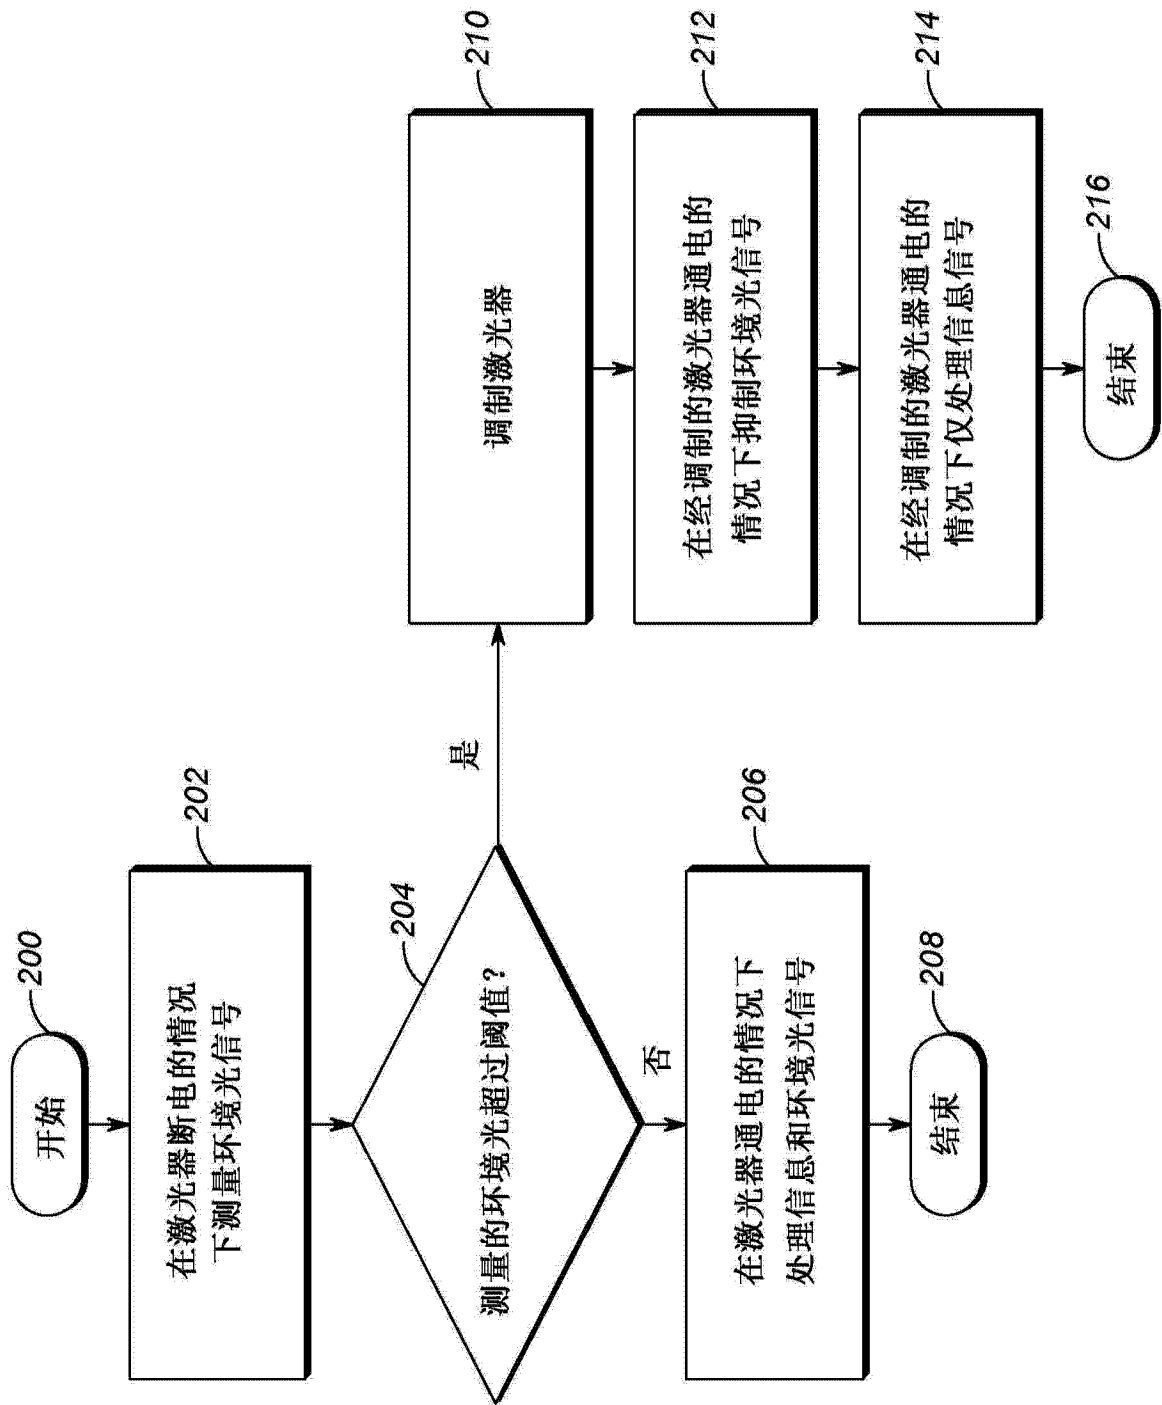 开始
200
在激光器断电的情况
下测量环境光信号
202
测量的环境光超过阈值?
204
是
否
在激光器通电的情况下
处理信息和环境光信号
206
结束
208
调制激光器
210
在经调制的激光器通电的
情况下抑制环境光信号
212
在经调制的激光器通电的
情况下仅处理信息信号
214
结束
216